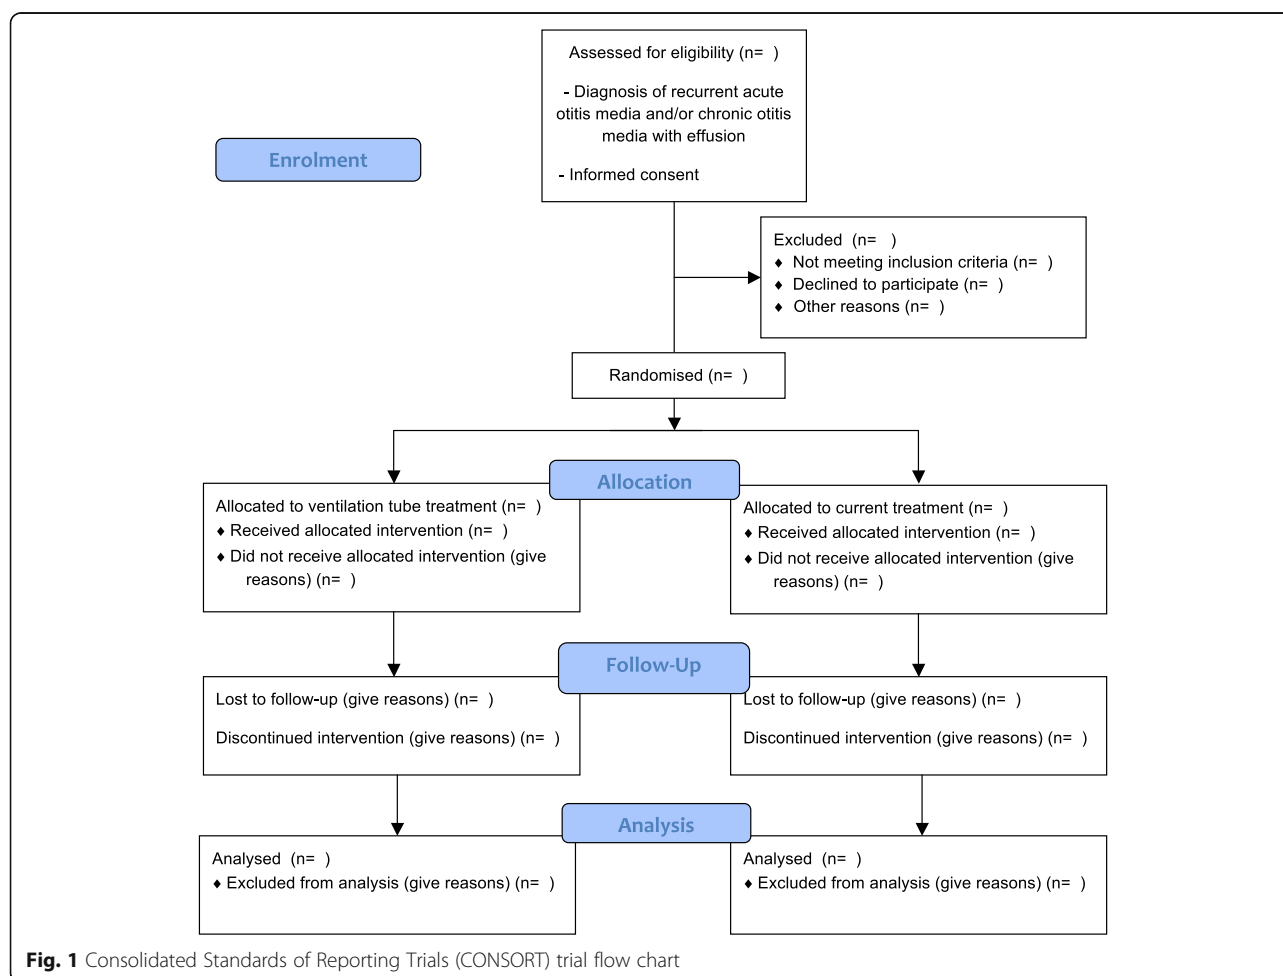 Assessed for eligibility (n=  )
- Diagnosis of recurrent acute
otitis media and/or chronic otitis
media with effusion
- Informed consent
Enrolment
Excluded  (n=   )
♦ Not meeting inclusion criteria (n=  )
♦ Declined to participate (n=  )
♦ Other reasons (n=  )
Randomised (n=  )
Allocation
Allocated to ventilation tube treatment (n=  )
♦ Received allocated intervention (n=  )
♦ Did not receive allocated intervention (give
reasons) (n=  )
Allocated to current treatment (n=  )
♦ Received allocated intervention (n=  )
♦ Did not receive allocated intervention (give
reasons) (n=  )
Follow-Up
Lost to follow-up (give reasons) (n=  )
Discontinued intervention (give reasons) (n=  )
Lost to follow-up (give reasons) (n=  )
Discontinued intervention (give reasons) (n=  )
Analysis
Analysed  (n=  )
♦ Excluded from analysis (give reasons) (n=  )
Analysed  (n=  )
♦ Excluded from analysis (give reasons) (n=  )
Fig. 1 Consolidated Standards of Reporting Trials (CONSORT) trial flow chart